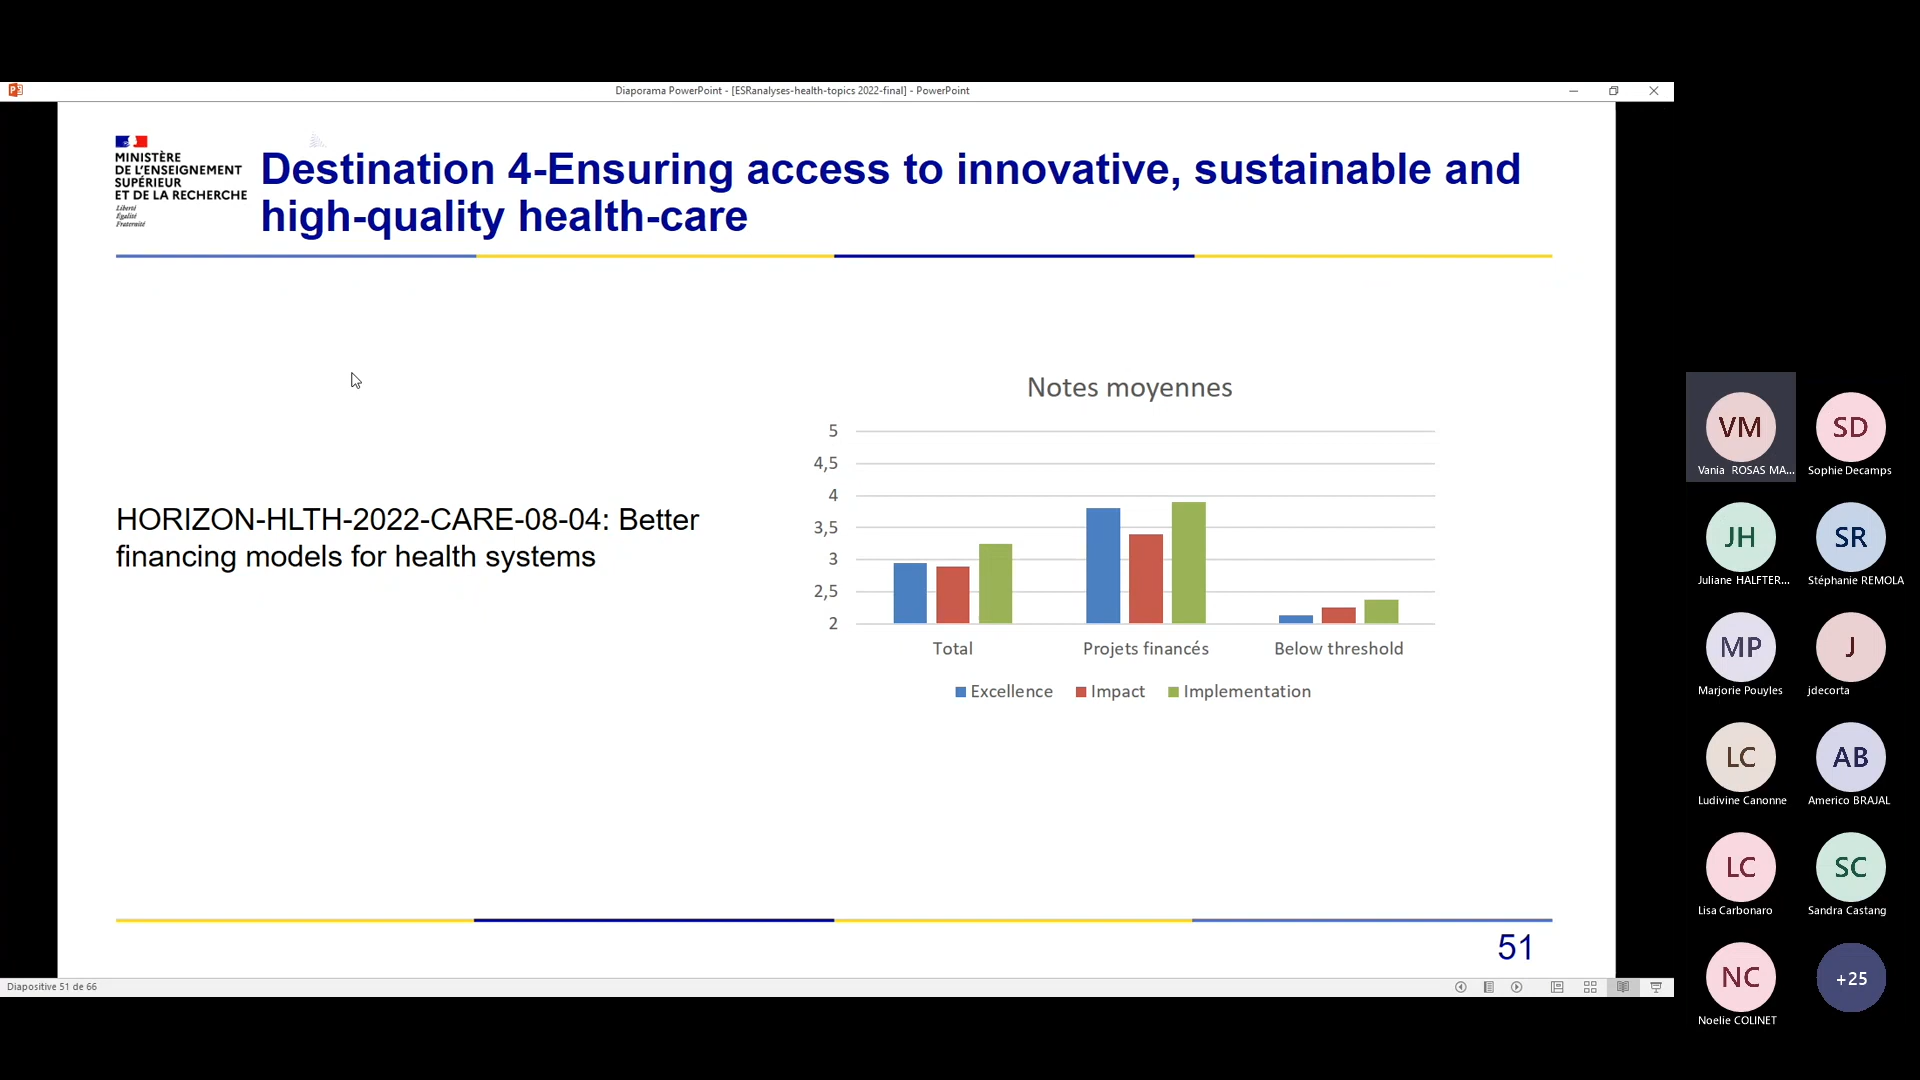 Diaporama PowerPoint - [ESRanalyses-health-topics 2022-final] - PowerPoint
MINISTÈRE
DE L'ENSEIGNEMENT
SUPÉRIEUR
ET DE LA RECHERCHE
Liberté
Égalité
Fraternité
Destination 4-Ensuring access to innovative, sustainable and
high-quality health-care
HORIZON-HLTH-2022-CARE-08-04: Better
financing models for health systems
Notes moyennes
5
4,5
4
3,5
3
2,5
2
Total Projets financés Below threshold
Excellence Impact Implementation
51
Diapositive 51 de 66
VM SD
Vania ROSAS MA... Sophie Decamps
JH SR
Juliane HALFTER... Stéphanie REMOLA
MP J
Marjorie Pouyles jdecorta
LC AB
Ludivine Canonne Americo BRAJAL
LC SC
Lisa Carbonaro Sandra Castang
NC +25
Noelie COLINET